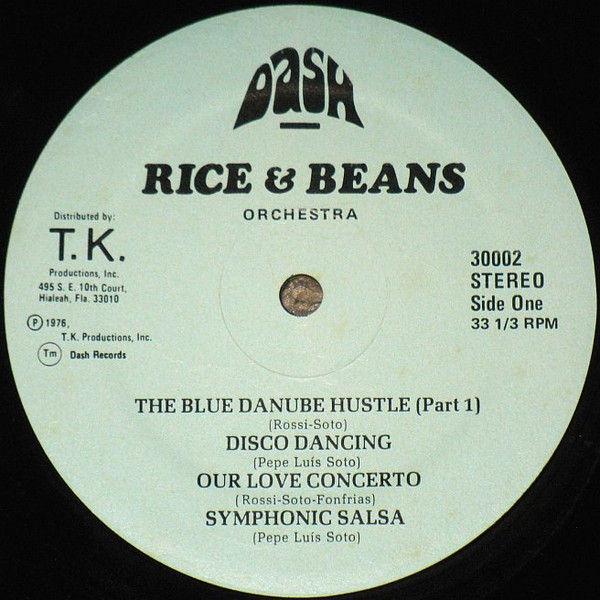 DASH
RICE & BEANS
ORCHESTRA
Distributed by:
T.K.
Productions, Inc.
495 S. E. 10th Court,
Hialeah, Fla. 33010
Ⓟ 1976,
T.K. Productions, Inc.
Tm Dash Records
30002
STEREO
Side One
33 1/3 RPM
THE BLUE DANUBE HUSTLE (Part 1)
(Rossi-Soto)
DISCO DANCING
(Pepe Luís Soto)
OUR LOVE CONCERTO
(Rossi-Soto-Fonfrias)
SYMPHONIC SALSA
(Pepe Luís Soto)